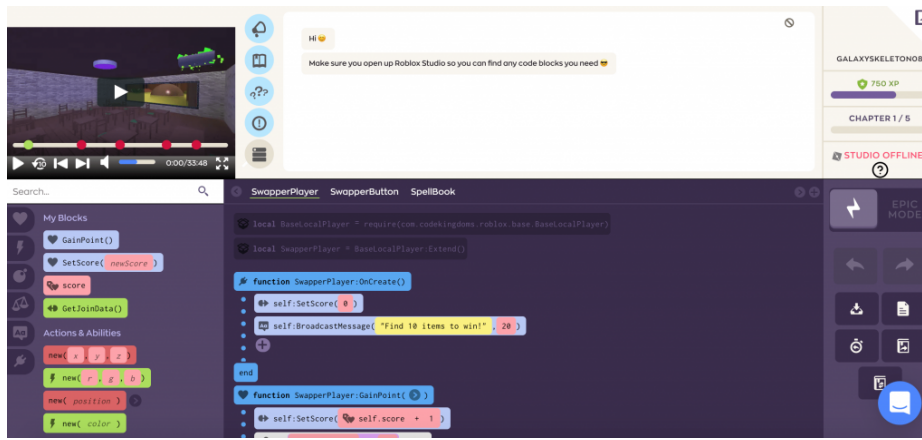 Hi
Make sure you open up Roblox Studio so you can find any code blocks you need
GALAXYSKELETON08
750 XP
CHAPTER 1 / 5
STUDIO OFFLINE
?
0:00/33:48
10
???
Search...
SwapperPlayer SwapperButton SpellBook
EPIC MODE
My Blocks
GainPoint()
SetScore( newScore )
score
GetJoinData()
Actions & Abilities
new( x , y , z )
new( r , g , b )
new( position )
new( color )
Aa
local BaseLocalPlayer = require(com.codekingdoms.roblox.base.BaseLocalPlayer)
local SwapperPlayer = BaseLocalPlayer:Extend()
function SwapperPlayer:OnCreate()
self:SetScore( 0 )
self:BroadcastMessage( "Find 10 items to win!" , 20 )
end
function SwapperPlayer:GainPoint( )
self:SetScore( self.score + 1 )